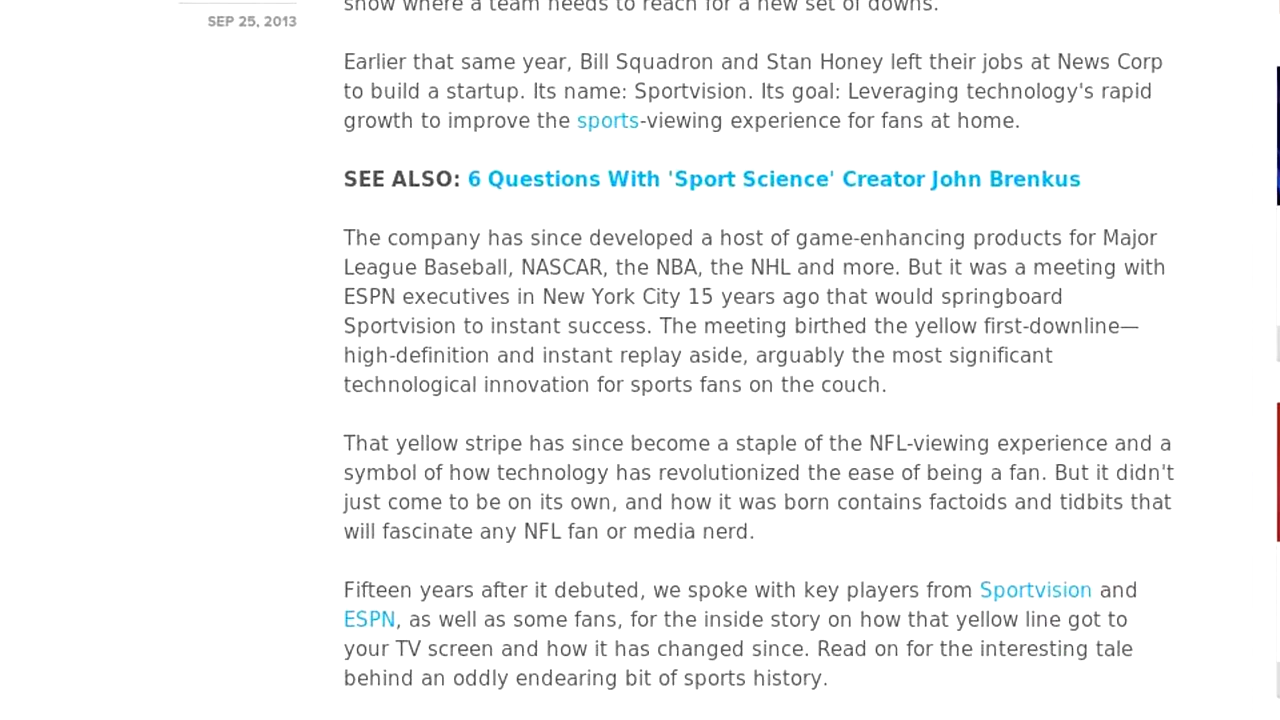 show where a team needs to reach for a new set of downs.
SEP 25, 2013
Earlier that same year, Bill Squadron and Stan Honey left their jobs at News Corp
to build a startup. Its name: Sportvision. Its goal: Leveraging technology's rapid
growth to improve the sports-viewing experience for fans at home.
SEE ALSO: 6 Questions With 'Sport Science' Creator John Brenkus
The company has since developed a host of game-enhancing products for Major
League Baseball, NASCAR, the NBA, the NHL and more. But it was a meeting with
ESPN executives in New York City 15 years ago that would springboard
Sportvision to instant success. The meeting birthed the yellow first-downline—
high-definition and instant replay aside, arguably the most significant
technological innovation for sports fans on the couch.
That yellow stripe has since become a staple of the NFL-viewing experience and a
symbol of how technology has revolutionized the ease of being a fan. But it didn't
just come to be on its own, and how it was born contains factoids and tidbits that
will fascinate any NFL fan or media nerd.
Fifteen years after it debuted, we spoke with key players from Sportvision and
ESPN, as well as some fans, for the inside story on how that yellow line got to
your TV screen and how it has changed since. Read on for the interesting tale
behind an oddly endearing bit of sports history.